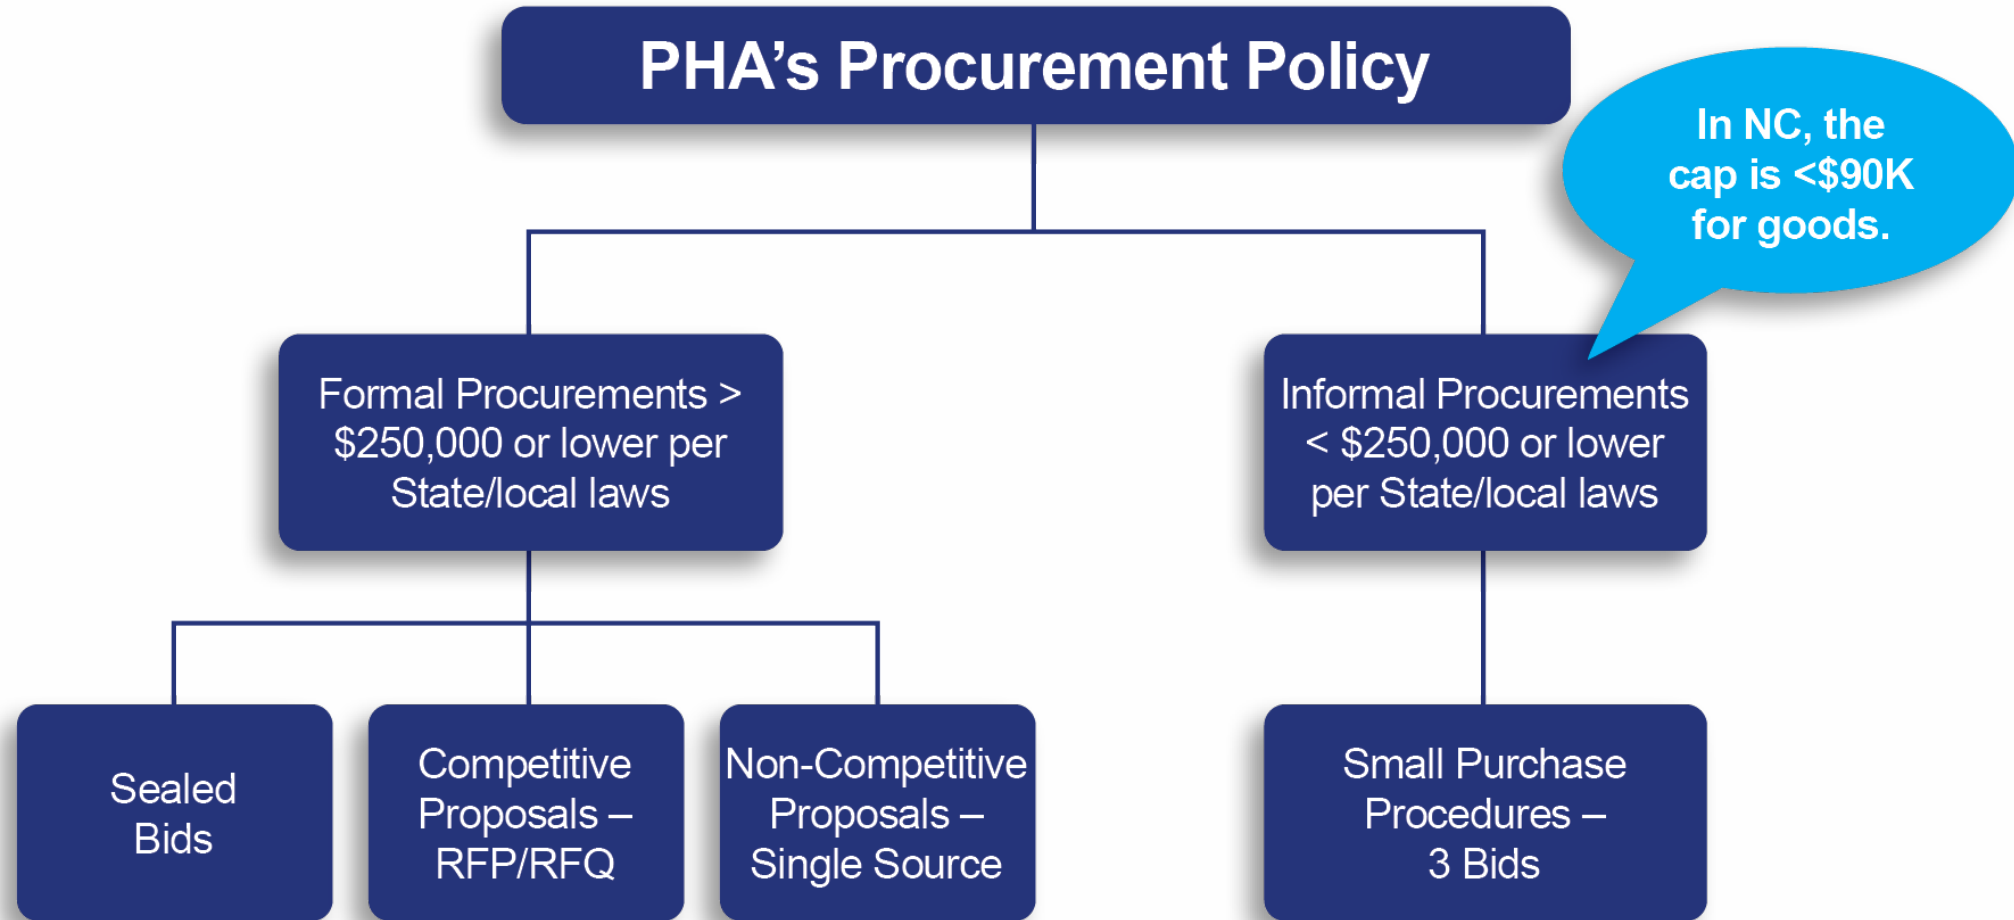 PHA’s Procurement Policy
In NC, the
cap is <$90K
for goods.
Formal Procurements >
$250,000 or lower per
State/local laws
Informal Procurements
< $250,000 or lower
per State/local laws
Sealed
Bids
Competitive
Proposals –
RFP/RFQ
Non-Competitive
Proposals –
Single Source
Small Purchase
Procedures –
3 Bids